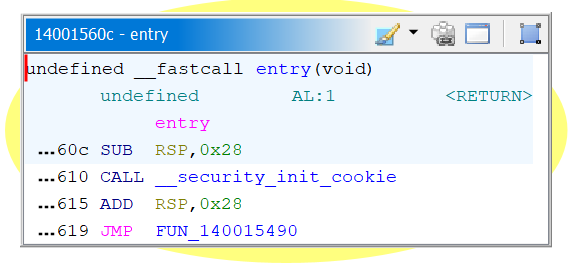 14001560c - entry
undefined __fastcall entry(void)
undefined AL:1 <RETURN>
entry
...60c SUB RSP,0x28
...610 CALL __security_init_cookie
...615 ADD RSP,0x28
...619 JMP FUN_140015490